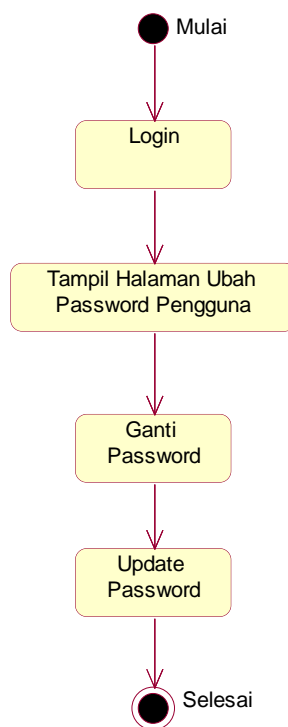 Mulai
Login
Tampil Halaman Ubah
Password Pengguna
Ganti
Password
Update
Password
Selesai